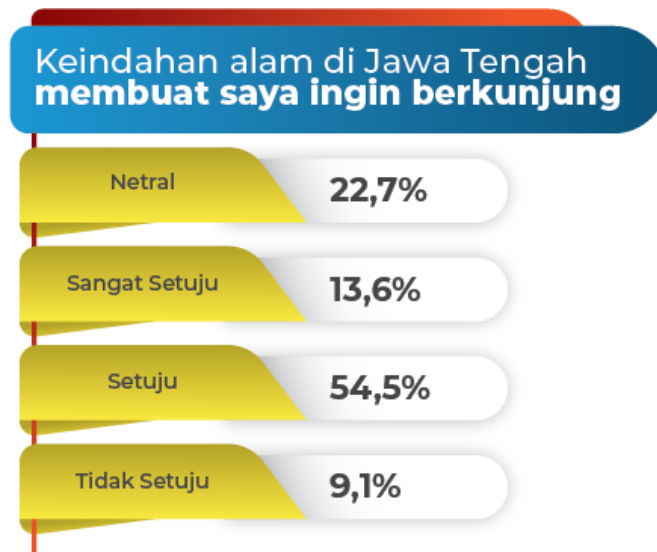 Keindahan alam di Jawa Tengah
membuat saya ingin berkunjung
Netral 22,7%
Sangat Setuju 13,6%
Setuju 54,5%
Tidak Setuju 9,1%